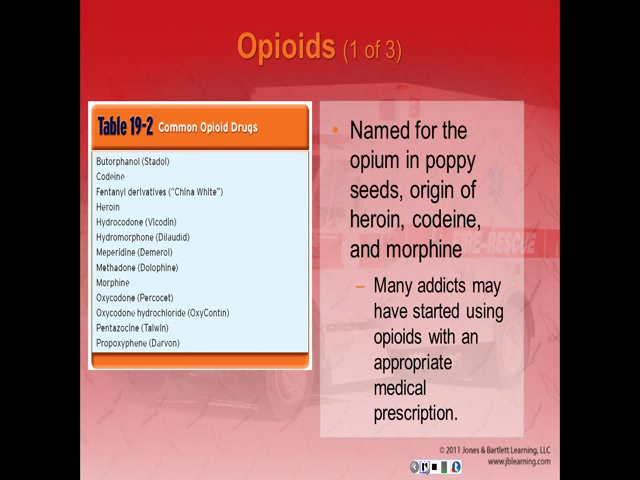 Opioids (1 of 3)
Table 19-2 Common Opioid Drugs
Butorphanol (Stadol)
Codeine
Fentanyl derivatives ("China White")
Heroin
Hydrocodone (Vicodin)
Hydromorphone (Dilaudid)
Meperidine (Demerol)
Methadone (Dolophine)
Morphine
Oxycodone (Percocet)
Oxycodone hydrochloride (OxyContin)
Pentazocine (Talwin)
Propoxyphene (Darvon)
• Named for the
opium in poppy
seeds, origin of
heroin, codeine,
and morphine
– Many addicts may
have started using
opioids with an
appropriate
medical
prescription.
RE-RESCUE
© 2011 Jones & Bartlett Learning, LLC
www.jblearning.com